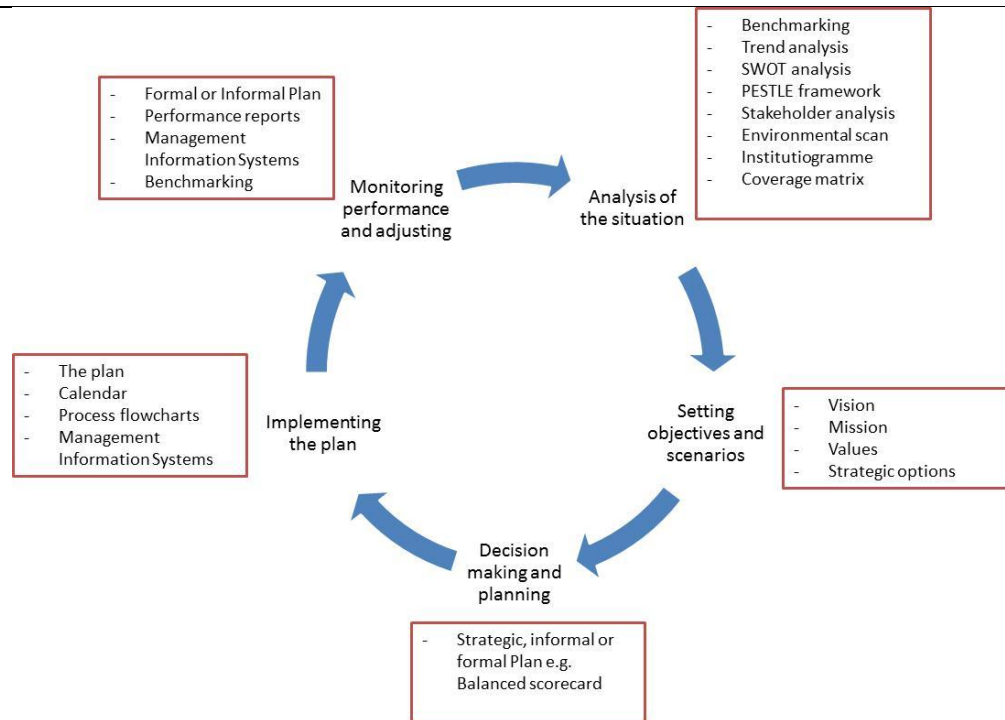 - Benchmarking
- Trend analysis
- SWOT analysis
- PESTLE framework
- Stakeholder analysis
- Environmental scan
- Institutiogramme
- Coverage matrix
Analysis of
the situation
- Vision
- Mission
- Values
- Strategic options
Setting
objectives and
scenarios
Decision
making and
planning
- Strategic, informal or
formal Plan e.g.
Balanced scorecard
- The plan
- Calendar
- Process flowcharts
- Management
Information Systems
Implementing
the plan
- Formal or Informal Plan
- Performance reports
- Management
Information Systems
- Benchmarking
Monitoring
performance
and adjusting